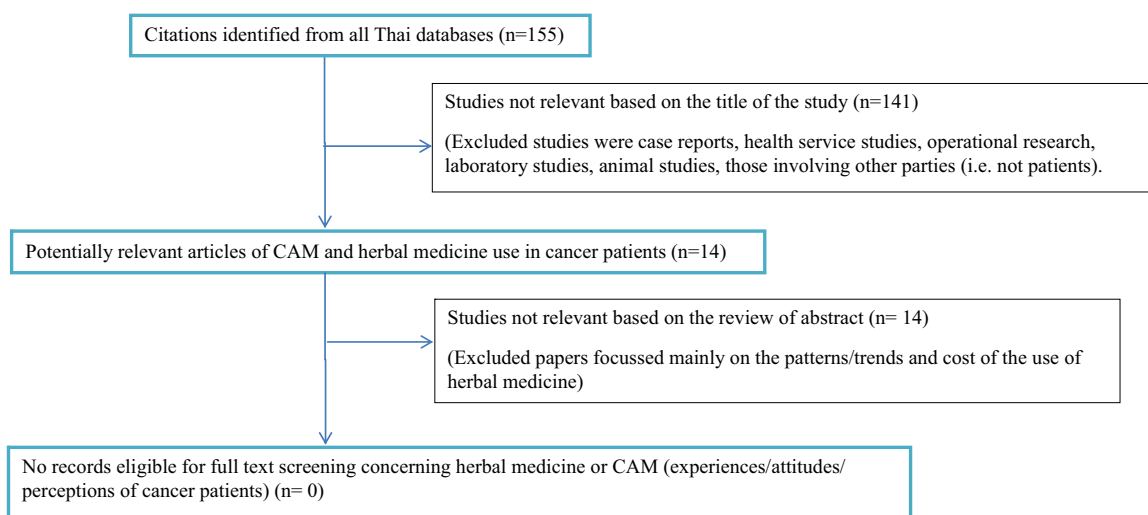 Citations identified from all Thai databases (n=155)
Studies not relevant based on the title of the study (n=141)
(Excluded studies were case reports, health service studies, operational research,
laboratory studies, animal studies, those involving other parties (i.e. not patients).
Potentially relevant articles of CAM and herbal medicine use in cancer patients (n=14)
Studies not relevant based on the review of abstract (n= 14)
(Excluded papers focussed mainly on the patterns/trends and cost of the use of
herbal medicine)
No records eligible for full text screening concerning herbal medicine or CAM (experiences/attitudes/
perceptions of cancer patients) (n= 0)